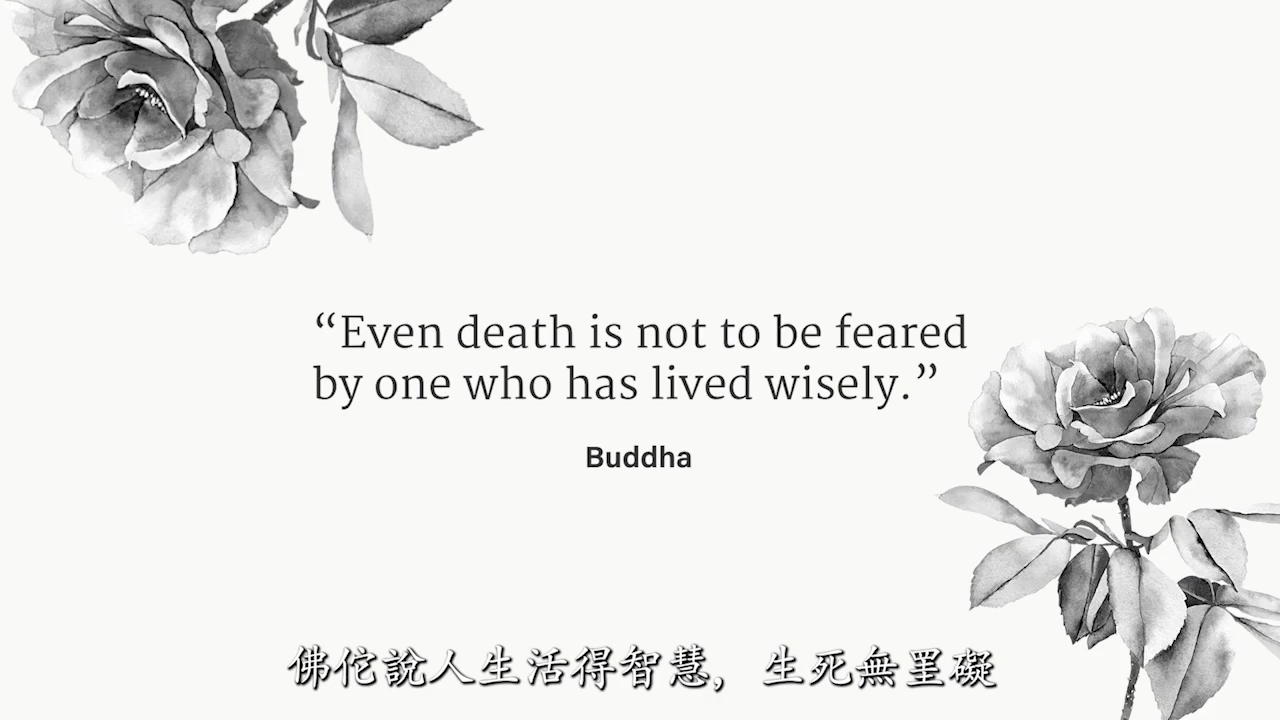 “Even death is not to be feared
by one who has lived wisely.”
Buddha
佛佗說人生活得智慧，生死無罣礙